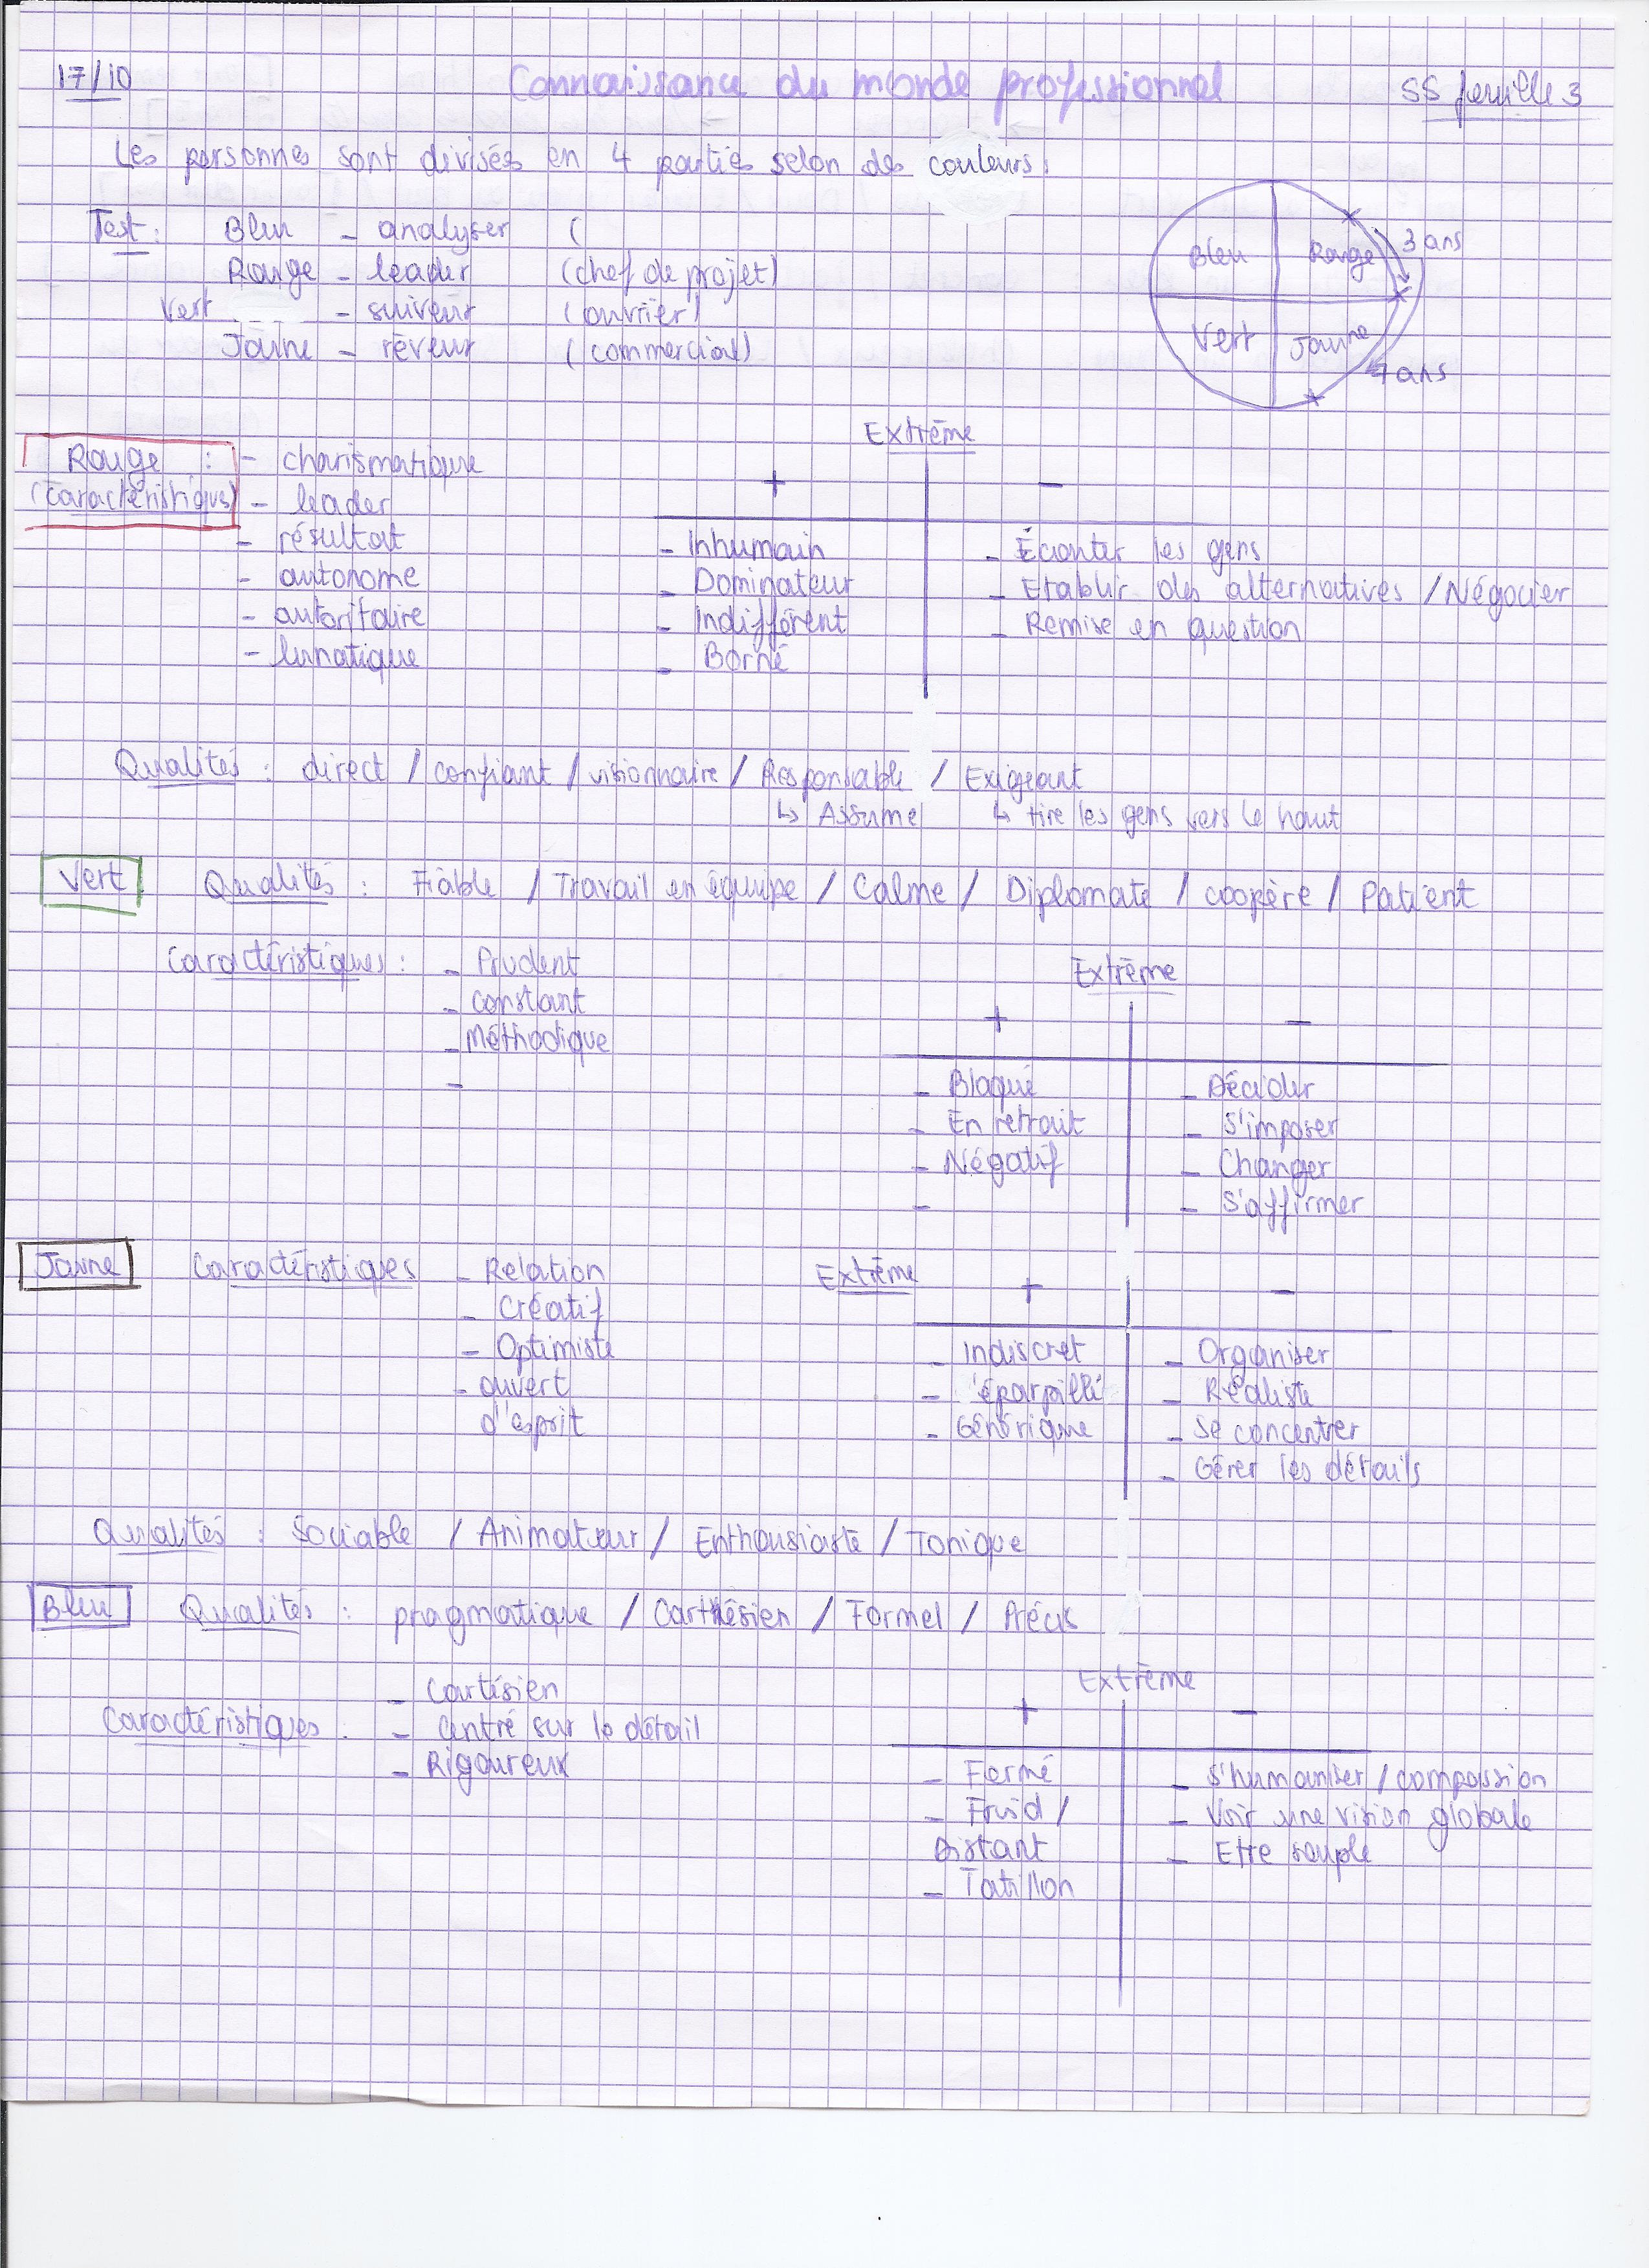 17/10 Connaissance du monde professionnel SS feuille 3
Les personnes sont divisés en 4 parties selon des couleurs :
Test : Bleu - analyser (
Rouge - leader (chef de projet)
Vert - suiveur (ouvrier)
Jaune - rêveur (commercial)
Bleu Rouge 3 ans
Vert Jaune
7 ans
Extrême
Rouge : - charismatique + -
(caractéristiques) - leader
- résultat - Inhumain - Écouter les gens
- autonome - Dominateur - Etablir des alternatives / Négocier
- autoritaire - Indifférent - Remise en question
- lunatique - Borné
Qualités : direct / confiant / visionnaire / Responsable / Exigeant
↳ Assume ↳ tire les gens vers le haut
Vert Qualités : Fiable / Travail en équipe / Calme / Diplomate / coopère / Patient
Caractéristiques : - Prudent Extrême
- constant + -
- Méthodique
- - Bloqué - Décider
- En retrait - S'imposer
- Négatif - Changer
- - S'affirmer
Jaune Caractéristiques - Relation Extrême + -
- Créatif
- Optimiste - Indiscret - Organiser
- ouvert - éparpillé - Réaliste
d'esprit - Générique - Se concentrer
- Gérer les détails
Qualités : Sociable / Animateur / Enthousiaste / Tonique
Bleu Qualités : pragmatique / Carthésien / Formel / Précis
Extrême
- Cartésien + -
Caractéristiques : - Centré sur le détail
- Rigoureux - Fermé - S'humaniser / compassion
- Froid / - Voir une vision globale
Distant - Etre souple
- Tatillon